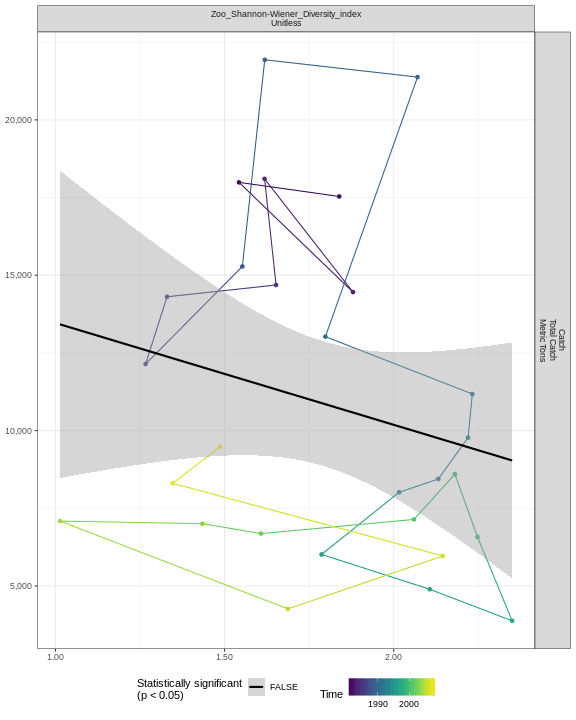 Zoo_Shannon-Wiener_Diversity_index
Unitless
20,000
15,000
10,000
5,000
Catch
Total Catch
Metric Tons
1.00
1.50
2.00
Statistically significant
(p < 0.05)
FALSE
Time
1990
2000